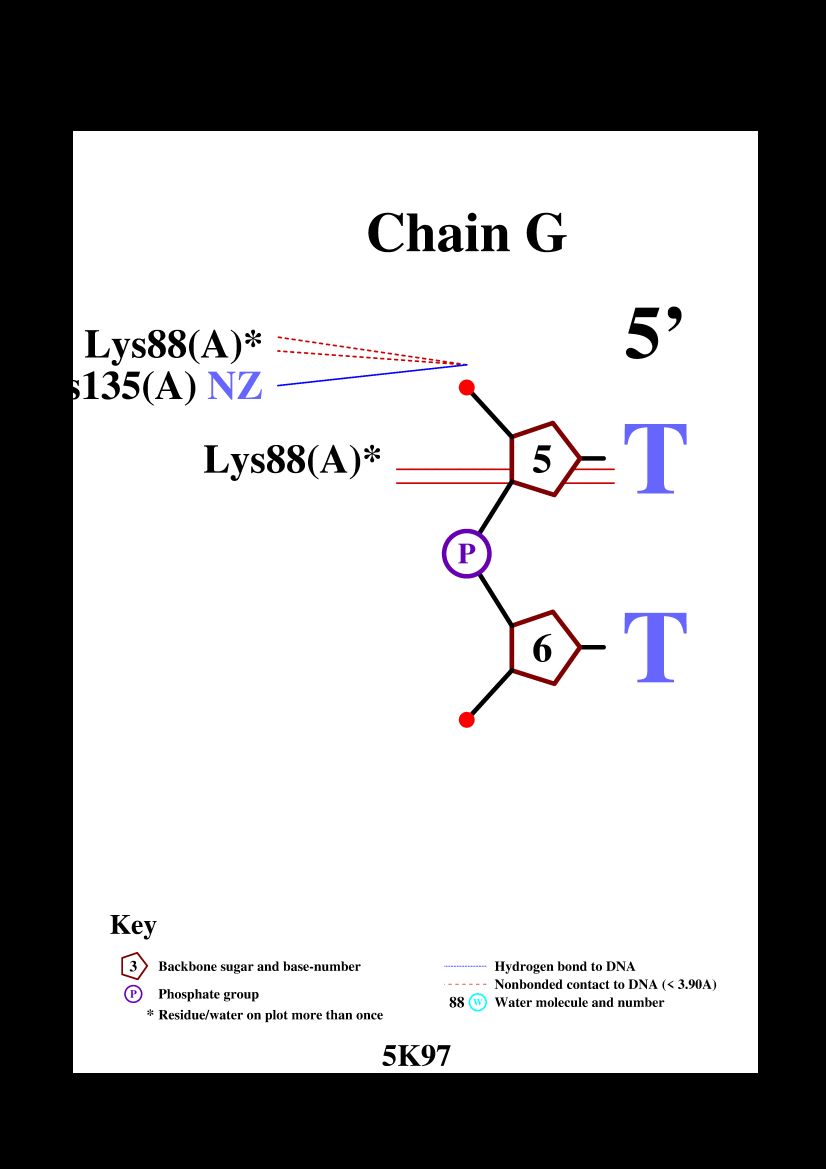 Chain G
5’
Lys88(A)*
s135(A) NZ
Lys88(A)*
5
T
P
6
T
Key
3 Backbone sugar and base-number
P Phosphate group
* Residue/water on plot more than once
Hydrogen bond to DNA
Nonbonded contact to DNA (< 3.90A)
88 W Water molecule and number
5K97